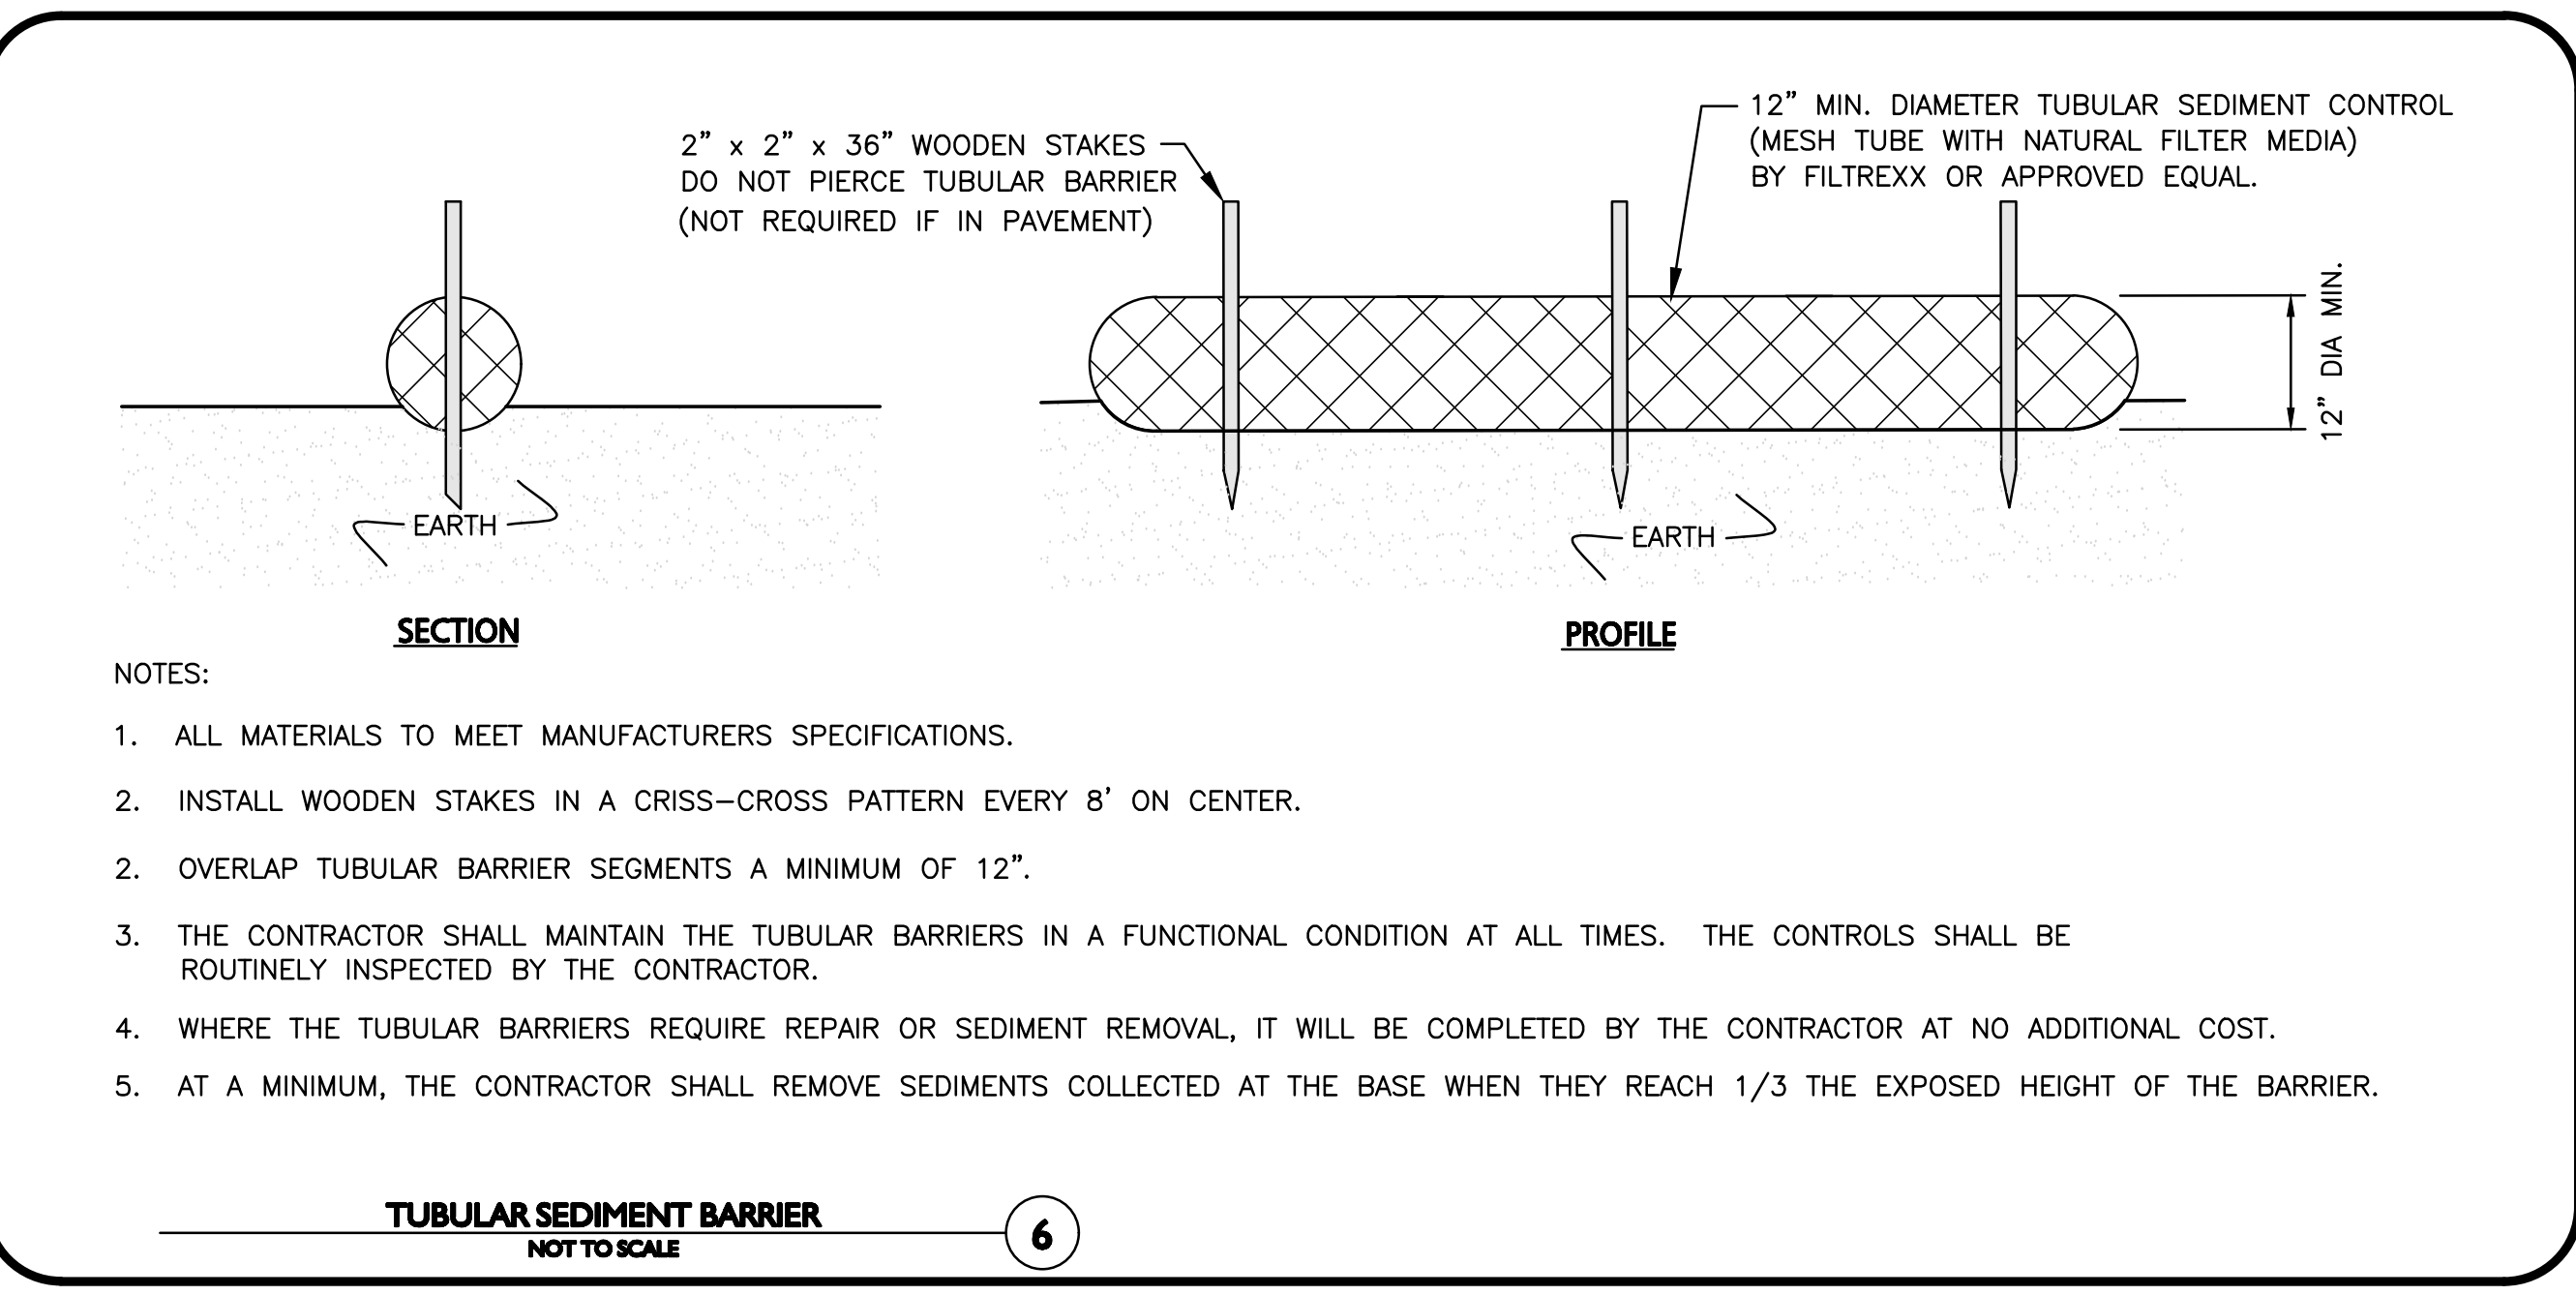 2” x 2” x 36” WOODEN STAKES
DO NOT PIERCE TUBULAR BARRIER
(NOT REQUIRED IF IN PAVEMENT)
12” MIN. DIAMETER TUBULAR SEDIMENT CONTROL
(MESH TUBE WITH NATURAL FILTER MEDIA)
BY FILTREXX OR APPROVED EQUAL.
12” DIA MIN.
EARTH
EARTH
SECTION
PROFILE
NOTES:
1. ALL MATERIALS TO MEET MANUFACTURERS SPECIFICATIONS.
2. INSTALL WOODEN STAKES IN A CRISS–CROSS PATTERN EVERY 8’ ON CENTER.
2. OVERLAP TUBULAR BARRIER SEGMENTS A MINIMUM OF 12”.
3. THE CONTRACTOR SHALL MAINTAIN THE TUBULAR BARRIERS IN A FUNCTIONAL CONDITION AT ALL TIMES. THE CONTROLS SHALL BE
ROUTINELY INSPECTED BY THE CONTRACTOR.
4. WHERE THE TUBULAR BARRIERS REQUIRE REPAIR OR SEDIMENT REMOVAL, IT WILL BE COMPLETED BY THE CONTRACTOR AT NO ADDITIONAL COST.
5. AT A MINIMUM, THE CONTRACTOR SHALL REMOVE SEDIMENTS COLLECTED AT THE BASE WHEN THEY REACH 1/3 THE EXPOSED HEIGHT OF THE BARRIER.
TUBULAR SEDIMENT BARRIER
NOT TO SCALE
6